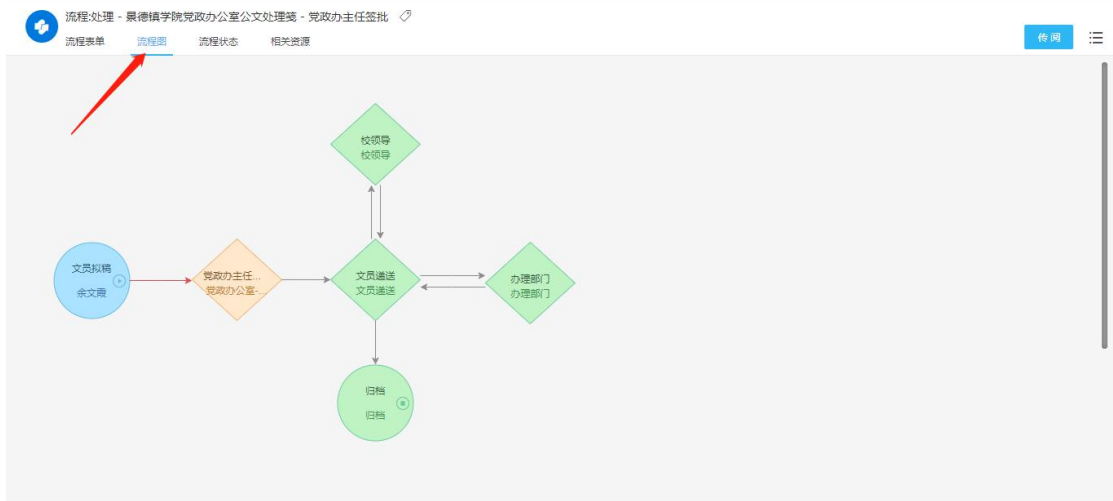 流程:处理 - 景德镇学院党政办公室公文处理笺 - 党政办主任签批
流程表单 流程图 流程状态 相关资源
传阅
校领导
校领导
文员拟稿
余文霞
党政办主任...
党政办公室-...
文员递送
文员递送
办理部门
办理部门
归档
归档